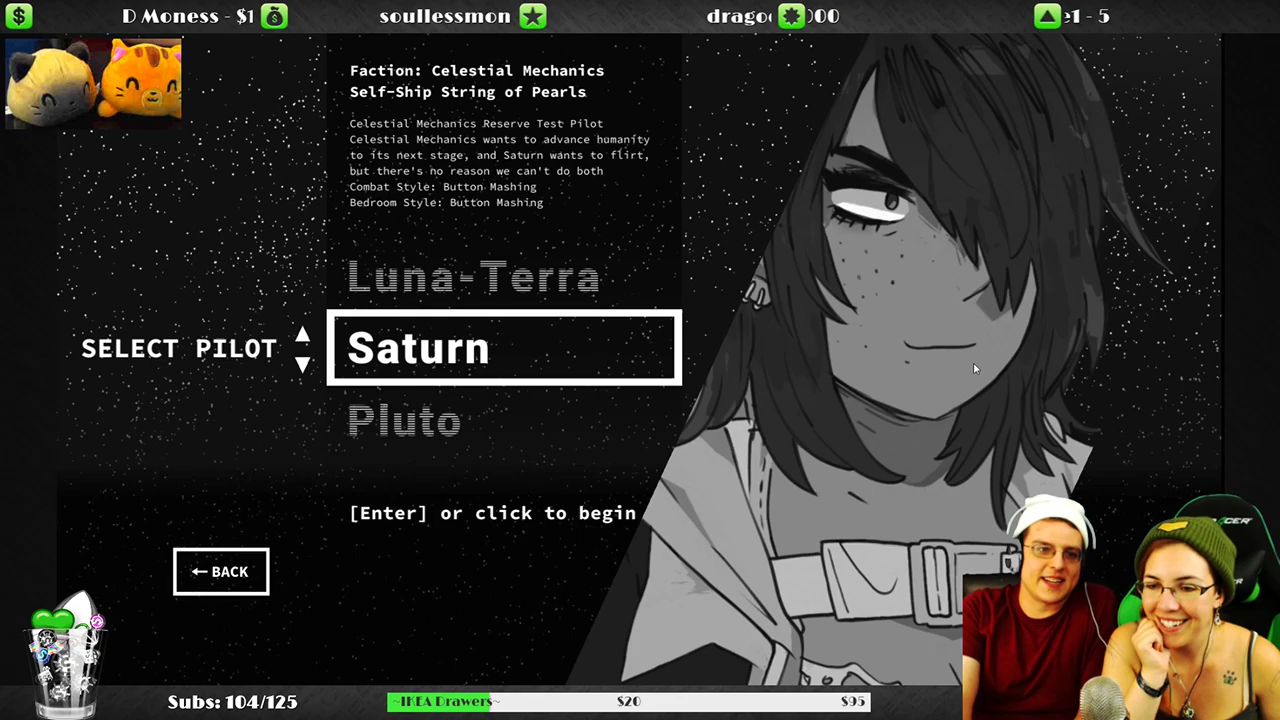 D Moness - $1
soullessmon
000
- 5
Faction: Celestial Mechanics
Self-Ship String of Pearls
Celestial Mechanics Reserve Test Pilot
Celestial Mechanics wants to advance humanity
to its next stage, and Saturn wants to flirt,
but there's no reason we can't do both
Combat Style: Button Mashing
Bedroom Style: Button Mashing
Luna-Terra
SELECT PILOT
Saturn
Pluto
[Enter] or click to begin
← BACK
Subs: 104/125
~IKEA Drawers~
$20
$95